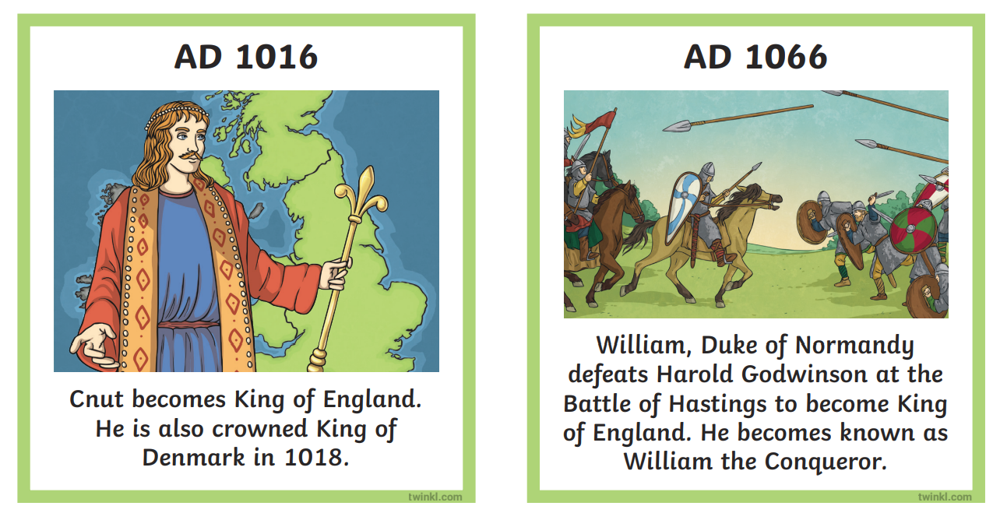 AD 1016
Cnut becomes King of England.
He is also crowned King of
Denmark in 1018.
twinkl.com
AD 1066
William, Duke of Normandy
defeats Harold Godwinson at the
Battle of Hastings to become King
of England. He becomes known as
William the Conqueror.
twinkl.com